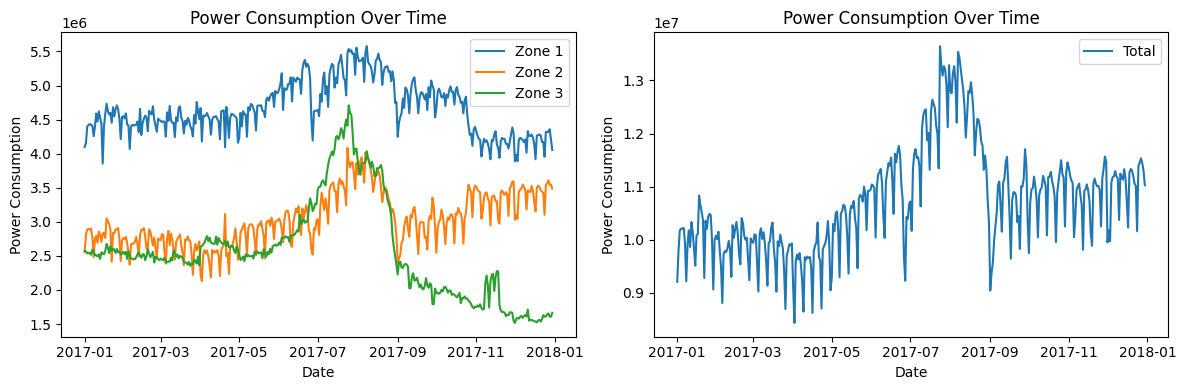 Power Consumption Over Time
1e6
Power Consumption
5.5
5.0
4.5
4.0
3.5
3.0
2.5
2.0
1.5
Zone 1
Zone 2
Zone 3
2017-01 2017-03 2017-05 2017-07 2017-09 2017-11 2018-01
Date
Power Consumption Over Time
1e7
Power Consumption
1.3
1.2
1.1
1.0
0.9
Total
2017-01 2017-03 2017-05 2017-07 2017-09 2017-11 2018-01
Date